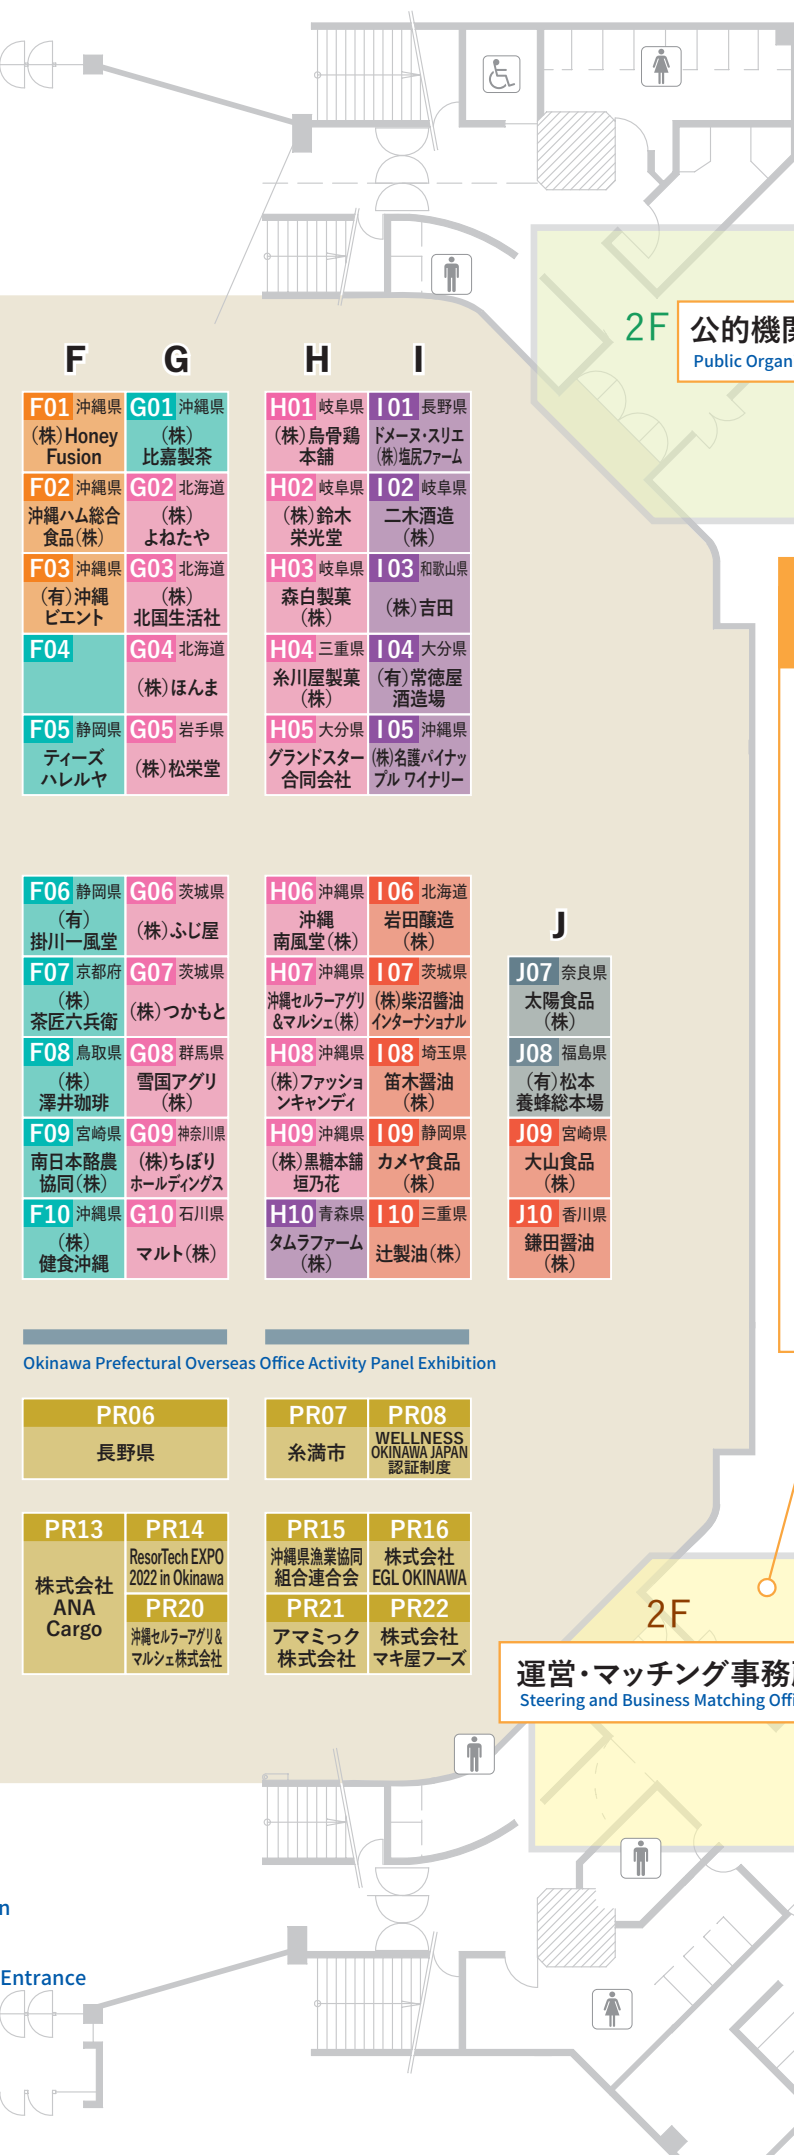 2F
公的機関
Public Organ
F
G
H
I
F01 沖縄県
(株)Honey
Fusion
G01 沖縄県
(株)
比嘉製茶
H01 岐阜県
(株)烏骨鶏
本舗
I01 長野県
ドメーヌ・スリエ
(株)塩尻ファーム
F02 沖縄県
沖縄ハム総合
食品(株)
G02 北海道
(株)
よねたや
H02 岐阜県
(株)鈴木
栄光堂
I02 岐阜県
二木酒造
(株)
F03 沖縄県
(有)沖縄
ビエント
G03 北海道
(株)
北国生活社
H03 岐阜県
森白製菓
(株)
I03 和歌山県
(株)吉田
F04
G04 北海道
(株)ほんま
H04 三重県
糸川屋製菓
(株)
I04 大分県
(有)常徳屋
酒造場
F05 静岡県
ティーズ
ハレルヤ
G05 岩手県
(株)松栄堂
H05 大分県
グランドスター
合同会社
I05 沖縄県
(株)名護パイナッ
プル ワイナリー
F06 静岡県
(有)
掛川一風堂
G06 茨城県
(株)ふじ屋
H06 沖縄県
沖縄
南風堂(株)
I06 北海道
岩田醸造
(株)
J
F07 京都府
(株)
茶匠六兵衛
G07 茨城県
(株)つかもと
H07 沖縄県
沖縄セルラーアグリ
&マルシェ(株)
I07 茨城県
(株)柴沼醤油
インターナショナル
J07 奈良県
太陽食品
(株)
F08 鳥取県
(株)
澤井珈琲
G08 群馬県
雪国アグリ
(株)
H08 沖縄県
(株)ファッショ
ンキャンディ
I08 埼玉県
笛木醤油
(株)
J08 福島県
(有)松本
養蜂総本場
F09 宮崎県
南日本酪農
協同(株)
G09 神奈川県
(株)ちぼり
ホールディングス
H09 沖縄県
(株)黒糖本舗
垣乃花
I09 静岡県
カメヤ食品
(株)
J09 宮崎県
大山食品
(株)
F10 沖縄県
(株)
健食沖縄
G10 石川県
マルト(株)
H10 青森県
タムラファーム
(株)
I10 三重県
辻製油(株)
J10 香川県
鎌田醤油
(株)
Okinawa Prefectural Overseas Office Activity Panel Exhibition
PR06
長野県
PR07
糸満市
PR08
WELLNESS
OKINAWA JAPAN
認証制度
PR13
株式会社
ANA
Cargo
PR14
ResorTech EXPO
2022 in Okinawa
PR15
沖縄県漁業協同
組合連合会
PR16
株式会社
EGL OKINAWA
PR20
沖縄セルラーアグリ&
マルシェ株式会社
PR21
アマミック
株式会社
PR22
株式会社
マキ屋フーズ
2F
運営・マッチング事務局
Steering and Business Matching Offi
n
Entrance